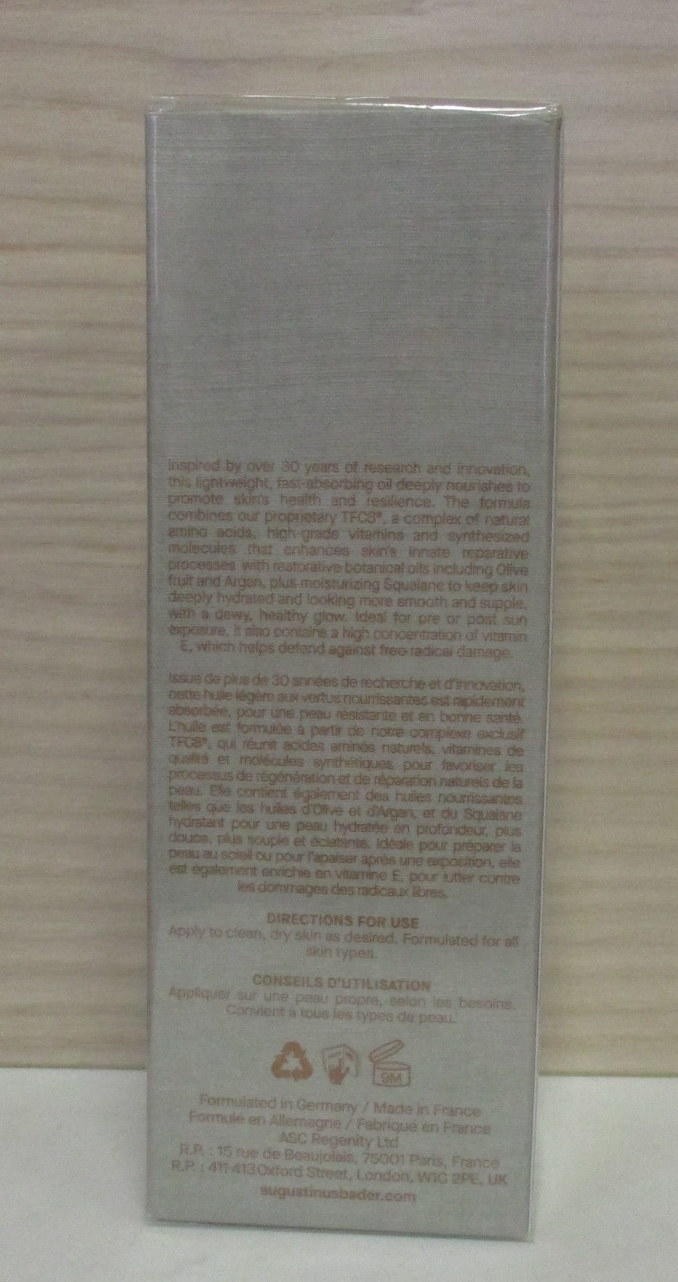 Inspired by over 30 years of research and innovation,
this lightweight, fast-absorbing oil deeply nourishes to
promote skin's health and resilience. The formula
combines our proprietary TFC8®, a complex of natural
amino acids, high-grade vitamins and synthesized
molecules that enhances skin's innate reparative
processes with restorative botanical oils including Olive
fruit and Argan, plus moisturizing Squalane to keep skin
deeply hydrated and looking more smooth and supple,
with a dewy, healthy glow. Ideal for pre or post sun
exposure, it also contains a high concentration of vitamin
E, which helps defend against free radical damage.
Issue de plus de 30 années de recherche et d'innovation,
cette huile légère aux vertus nourrissantes est rapidement
absorbée, pour une peau résistante et en bonne santé.
L'huile est formulée à partir de notre complexe exclusif
TFC8®, qui réunit acides aminés naturels, vitamines de
qualité et molécules synthétiques, pour favoriser les
processus de régénération et de réparation naturels de la
peau. Elle contient également des huiles nourrissantes
telles que les huiles d'Olive et d'Argan, et du Squalane
hydratant pour une peau hydratée en profondeur, plus
douce, plus souple et éclatante. Idéale pour préparer la
peau au soleil ou pour l'apaiser après une exposition, elle
est également enrichie en vitamine E, pour lutter contre
les dommages des radicaux libres.
DIRECTIONS FOR USE
Apply to clean, dry skin as desired. Formulated for all
skin types.
CONSEILS D'UTILISATION
Appliquer sur une peau propre, selon les besoins.
Convient à tous les types de peau.
9M
Formulated in Germany / Made in France
Formulé en Allemagne / Fabriqué en France
ASC Regenity Ltd
R.P. : 15 rue de Beaujolais, 75001 Paris, France
R.P. : 411-413 Oxford Street, London, W1C 2PE, UK
augustinusbader.com